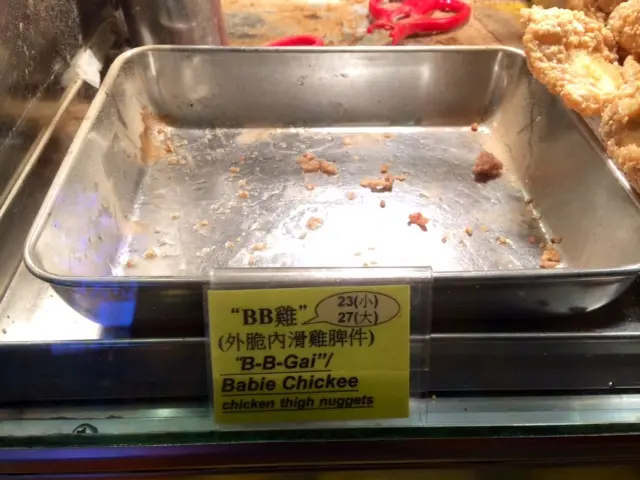 “BB雞” 23(小)
27(大)
(外脆內滑雞脾件)
“B-B-Gai”/
Babie Chickee
chicken thigh nuggets